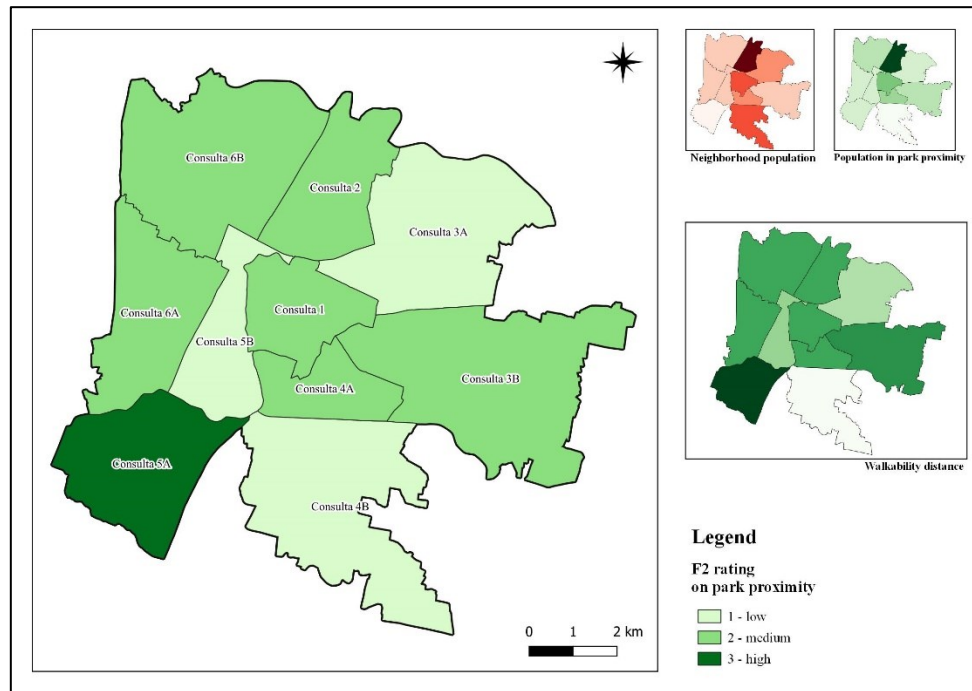 Consulta 6B
Consulta 2
Consulta 3A
Consulta 6A
Consulta 1
Consulta 5B
Consulta 4A
Consulta 3B
Consulta 5A
Consulta 4B
0 1 2 km
Neighborhood population
Population in park proximity
Walkability distance
Legend
F2 rating
on park proximity
1 - low
2 - medium
3 - high